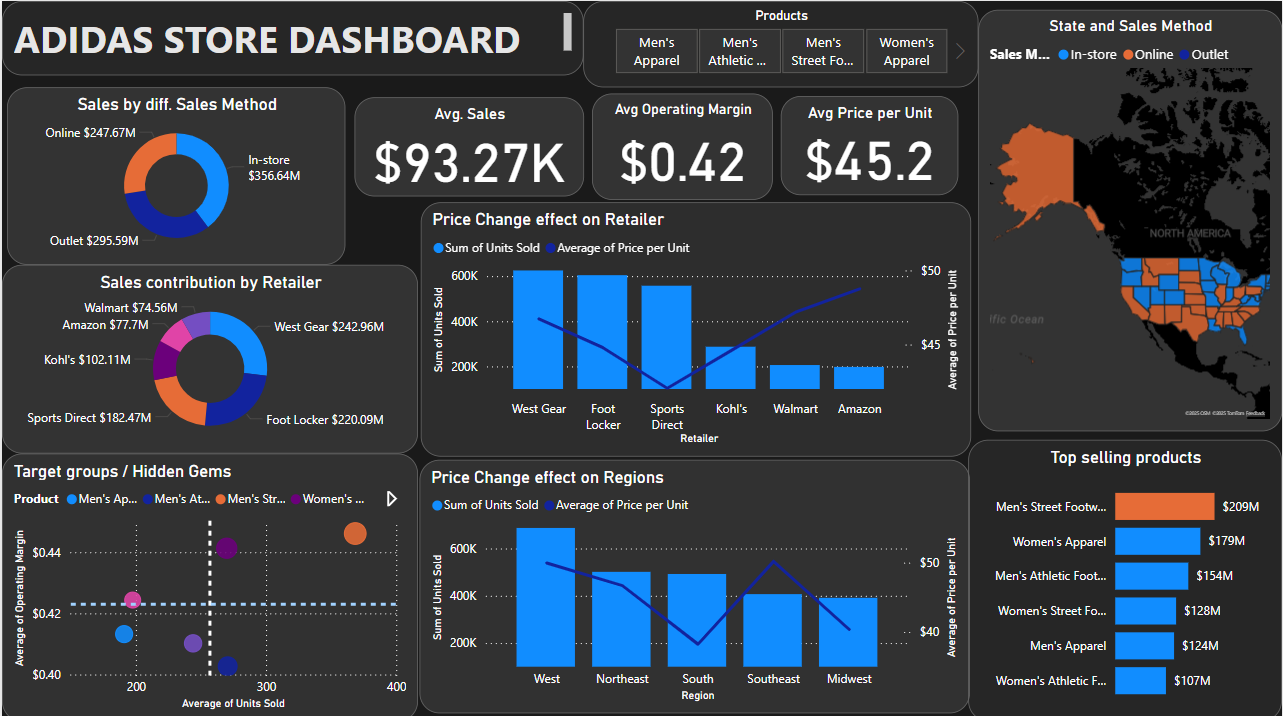 ADIDAS STORE DASHBOARD
Products
Men's
Apparel
Men's
Athletic ...
Men's
Street Fo...
Women's
Apparel
State and Sales Method
Sales M...
In-store
Online
Outlet
NORTH AMERICA
ific Ocean
©2025 OSM ©2025 TomTom Feedback
Sales by diff. Sales Method
Online $247.67M
In-store
$356.64M
Outlet $295.59M
Avg. Sales
$93.27K
Avg Operating Margin
$0.42
Avg Price per Unit
$45.2
Sales contribution by Retailer
Walmart $74.56M
Amazon $77.7M
West Gear $242.96M
Kohl's $102.11M
Sports Direct $182.47M
Foot Locker $220.09M
Price Change effect on Retailer
Sum of Units Sold
Average of Price per Unit
Sum of Units Sold
600K
400K
200K
$50
$45
Average of Price per Unit
West Gear
Foot
Locker
Sports
Direct
Kohl's
Walmart
Amazon
Retailer
Target groups / Hidden Gems
Product
Men's Ap...
Men's At...
Men's Str...
Women's ...
Average of Operating Margin
$0.44
$0.42
$0.40
200
300
400
Average of Units Sold
Price Change effect on Regions
Sum of Units Sold
Average of Price per Unit
Sum of Units Sold
600K
400K
200K
$50
$40
Average of Price per Unit
West
Northeast
South
Southeast
Midwest
Region
Top selling products
Men's Street Footw...
$209M
Women's Apparel
$179M
Men's Athletic Foot...
$154M
Women's Street Fo...
$128M
Men's Apparel
$124M
Women's Athletic F...
$107M